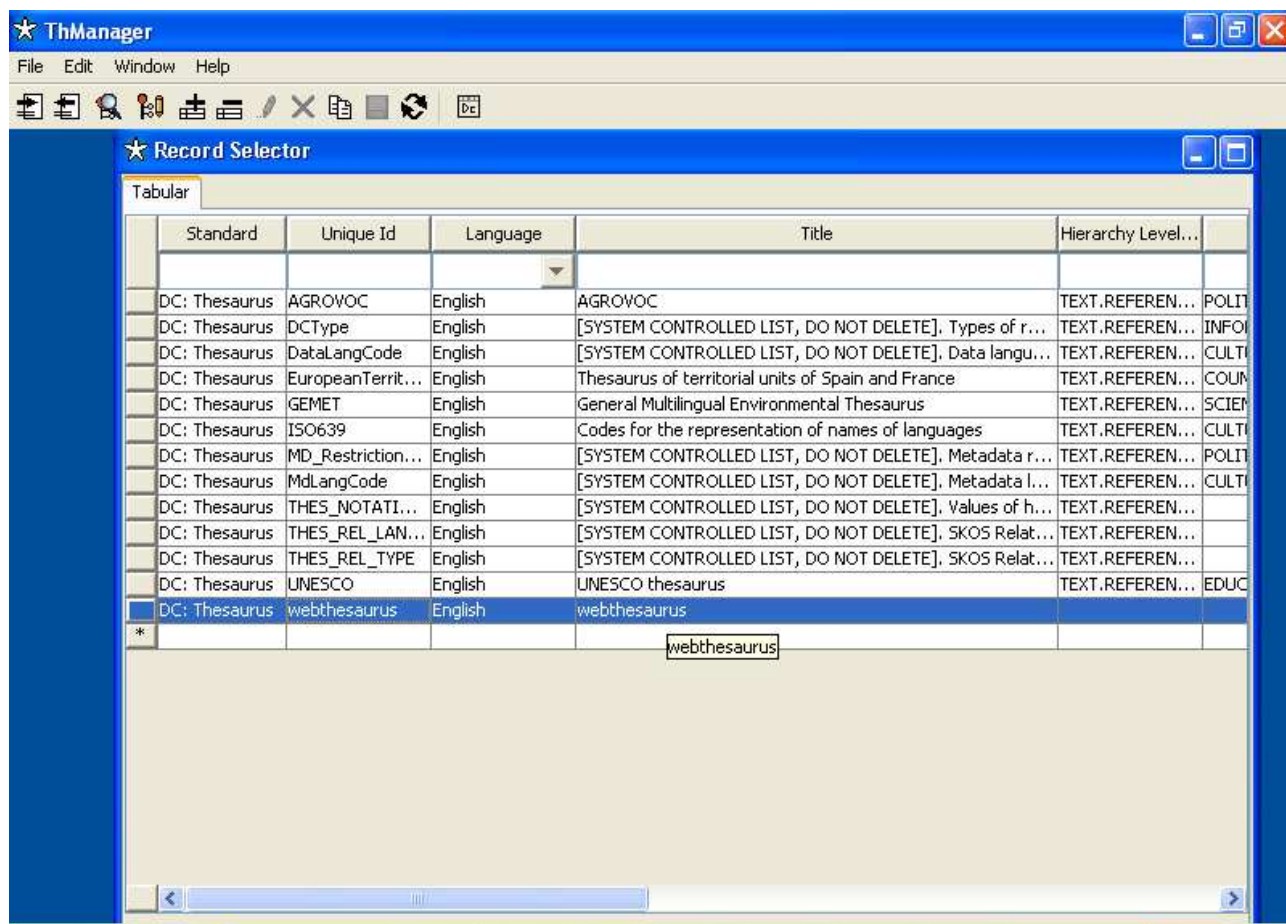 ThManager
File Edit Window Help
Dc
Record Selector
Tabular
Standard Unique Id Language Title Hierarchy Level...
DC: Thesaurus AGROVOC English AGROVOC TEXT.REFEREN... POLIT
DC: Thesaurus DCType English [SYSTEM CONTROLLED LIST, DO NOT DELETE]. Types of r... TEXT.REFEREN... INFO
DC: Thesaurus DataLangCode English [SYSTEM CONTROLLED LIST, DO NOT DELETE]. Data langu... TEXT.REFEREN... CULT
DC: Thesaurus EuropeanTerrit... English Thesaurus of territorial units of Spain and France TEXT.REFEREN... COUN
DC: Thesaurus GEMET English General Multilingual Environmental Thesaurus TEXT.REFEREN... SCIEN
DC: Thesaurus ISO639 English Codes for the representation of names of languages TEXT.REFEREN... CULT
DC: Thesaurus MD_Restriction... English [SYSTEM CONTROLLED LIST, DO NOT DELETE]. Metadata r... TEXT.REFEREN... POLIT
DC: Thesaurus MdLangCode English [SYSTEM CONTROLLED LIST, DO NOT DELETE]. Metadata l... TEXT.REFEREN... CULT
DC: Thesaurus THES_NOTATI... English [SYSTEM CONTROLLED LIST, DO NOT DELETE]. Values of h... TEXT.REFEREN...
DC: Thesaurus THES_REL_LAN... English [SYSTEM CONTROLLED LIST, DO NOT DELETE]. SKOS Relat... TEXT.REFEREN...
DC: Thesaurus THES_REL_TYPE English [SYSTEM CONTROLLED LIST, DO NOT DELETE]. SKOS Relat... TEXT.REFEREN...
DC: Thesaurus UNESCO English UNESCO thesaurus TEXT.REFEREN... EDUC
DC: Thesaurus webthesaurus English webthesaurus
*
webthesaurus